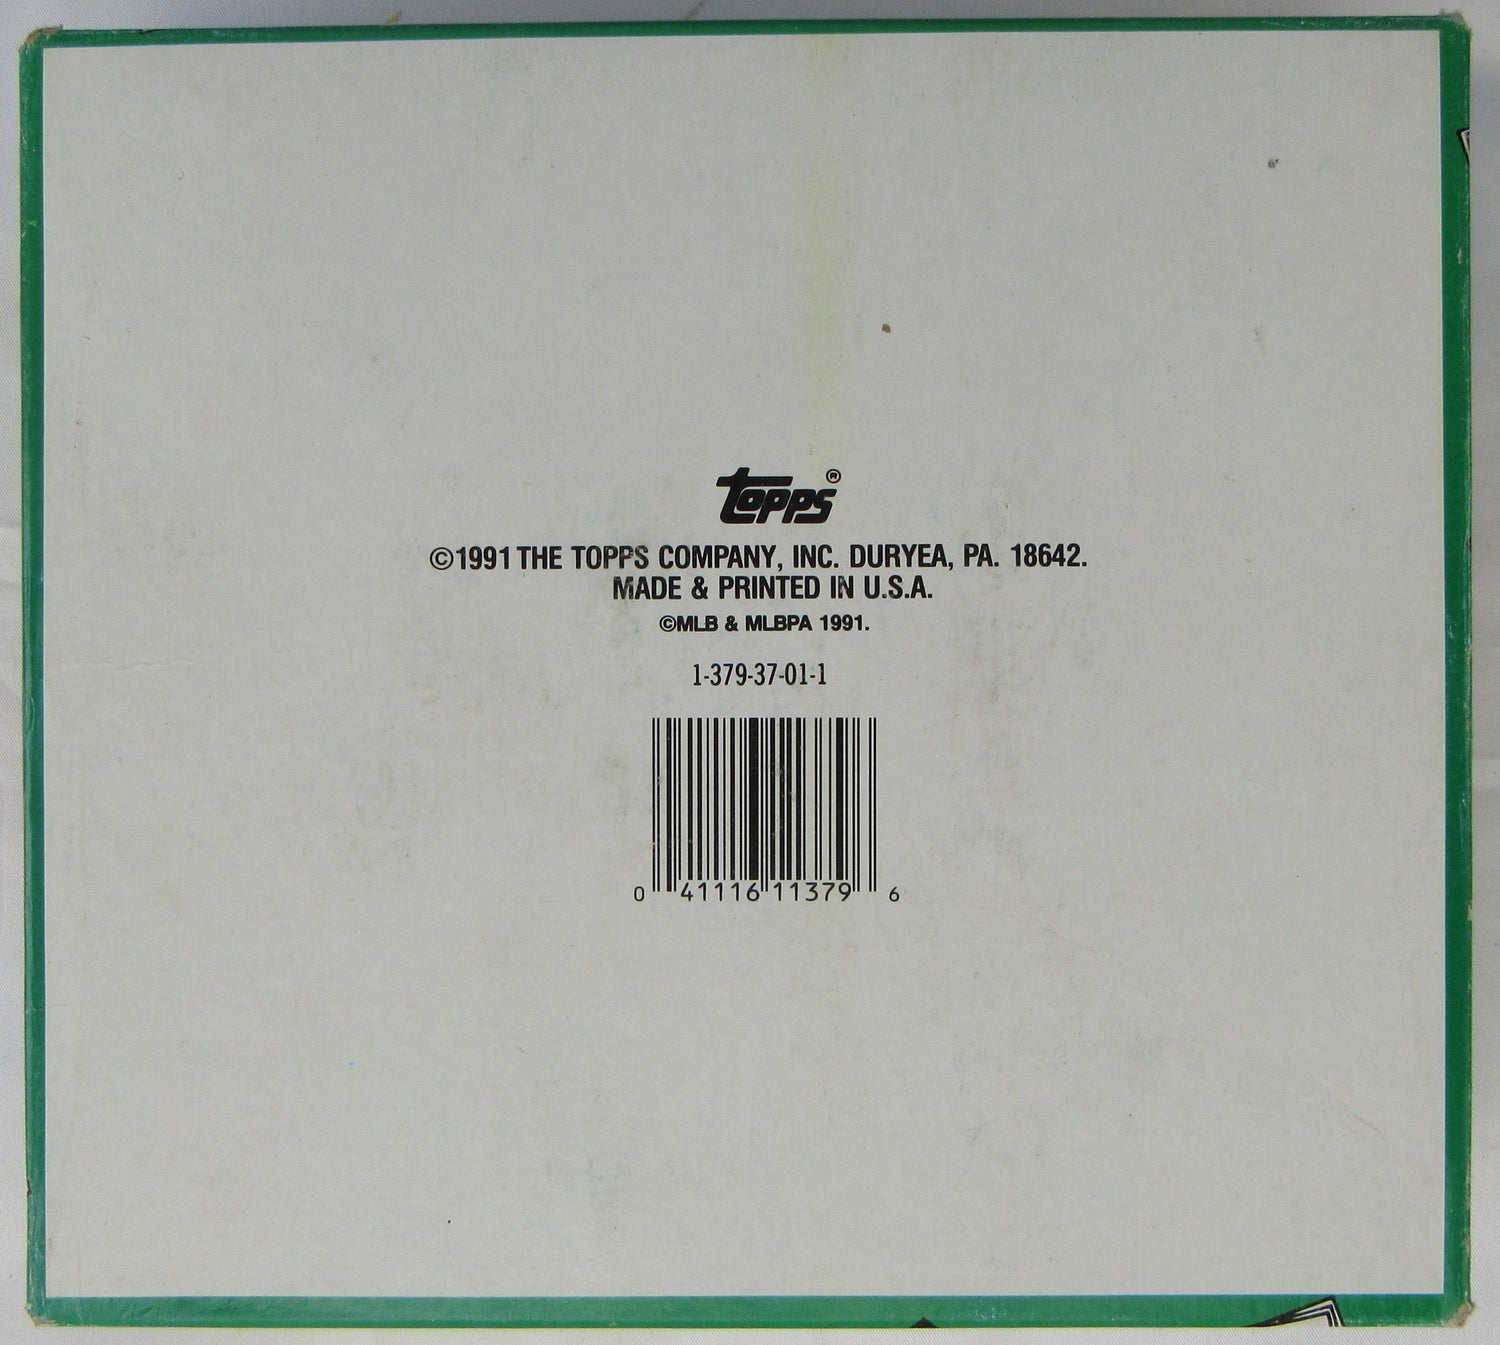 topps®
©1991 THE TOPPS COMPANY, INC. DURYEA, PA. 18642.
MADE & PRINTED IN U.S.A.
©MLB & MLBPA 1991.
1-379-37-01-1
0 41116 11379 6